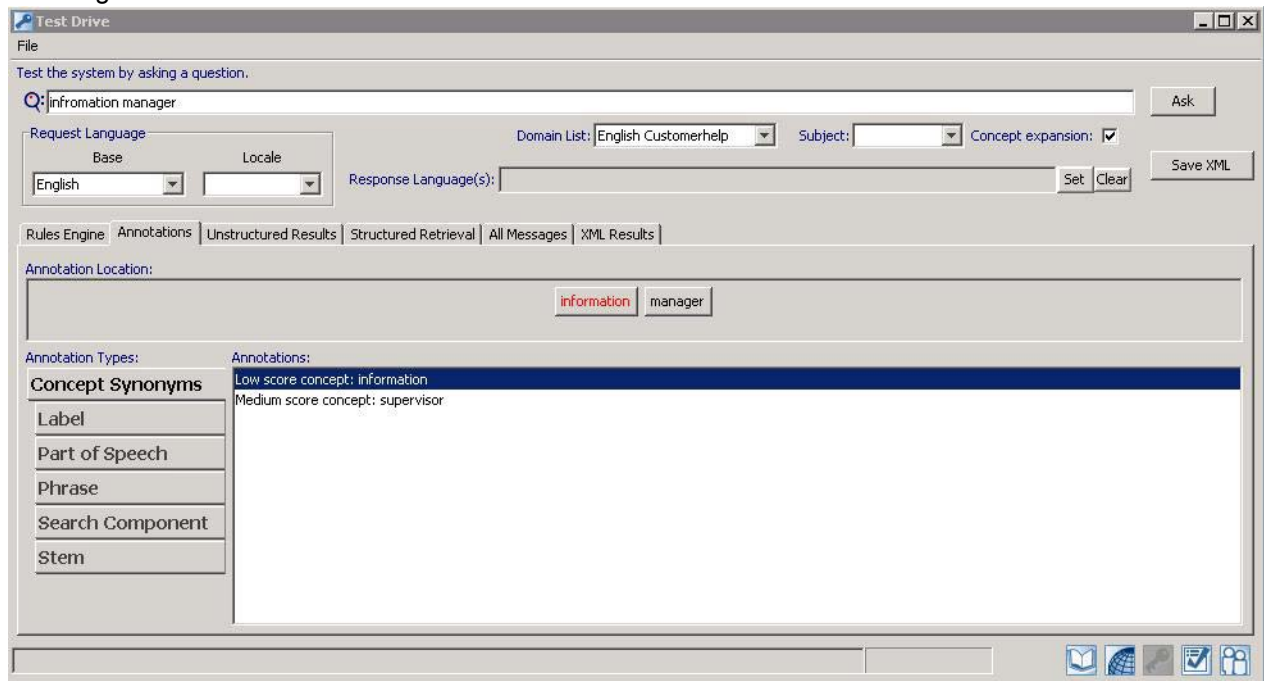 Test Drive
File
Test the system by asking a question.
Q: infromation manager Ask
Request Language Domain List: English Customerhelp Subject: Concept expansion:
Base Locale Save XML
English Response Language(s): Set Clear
Rules Engine Annotations Unstructured Results Structured Retrieval All Messages XML Results
Annotation Location:
information manager
Annotation Types: Annotations:
Concept Synonyms Low score concept: information
Medium score concept: supervisor
Label
Part of Speech
Phrase
Search Component
Stem